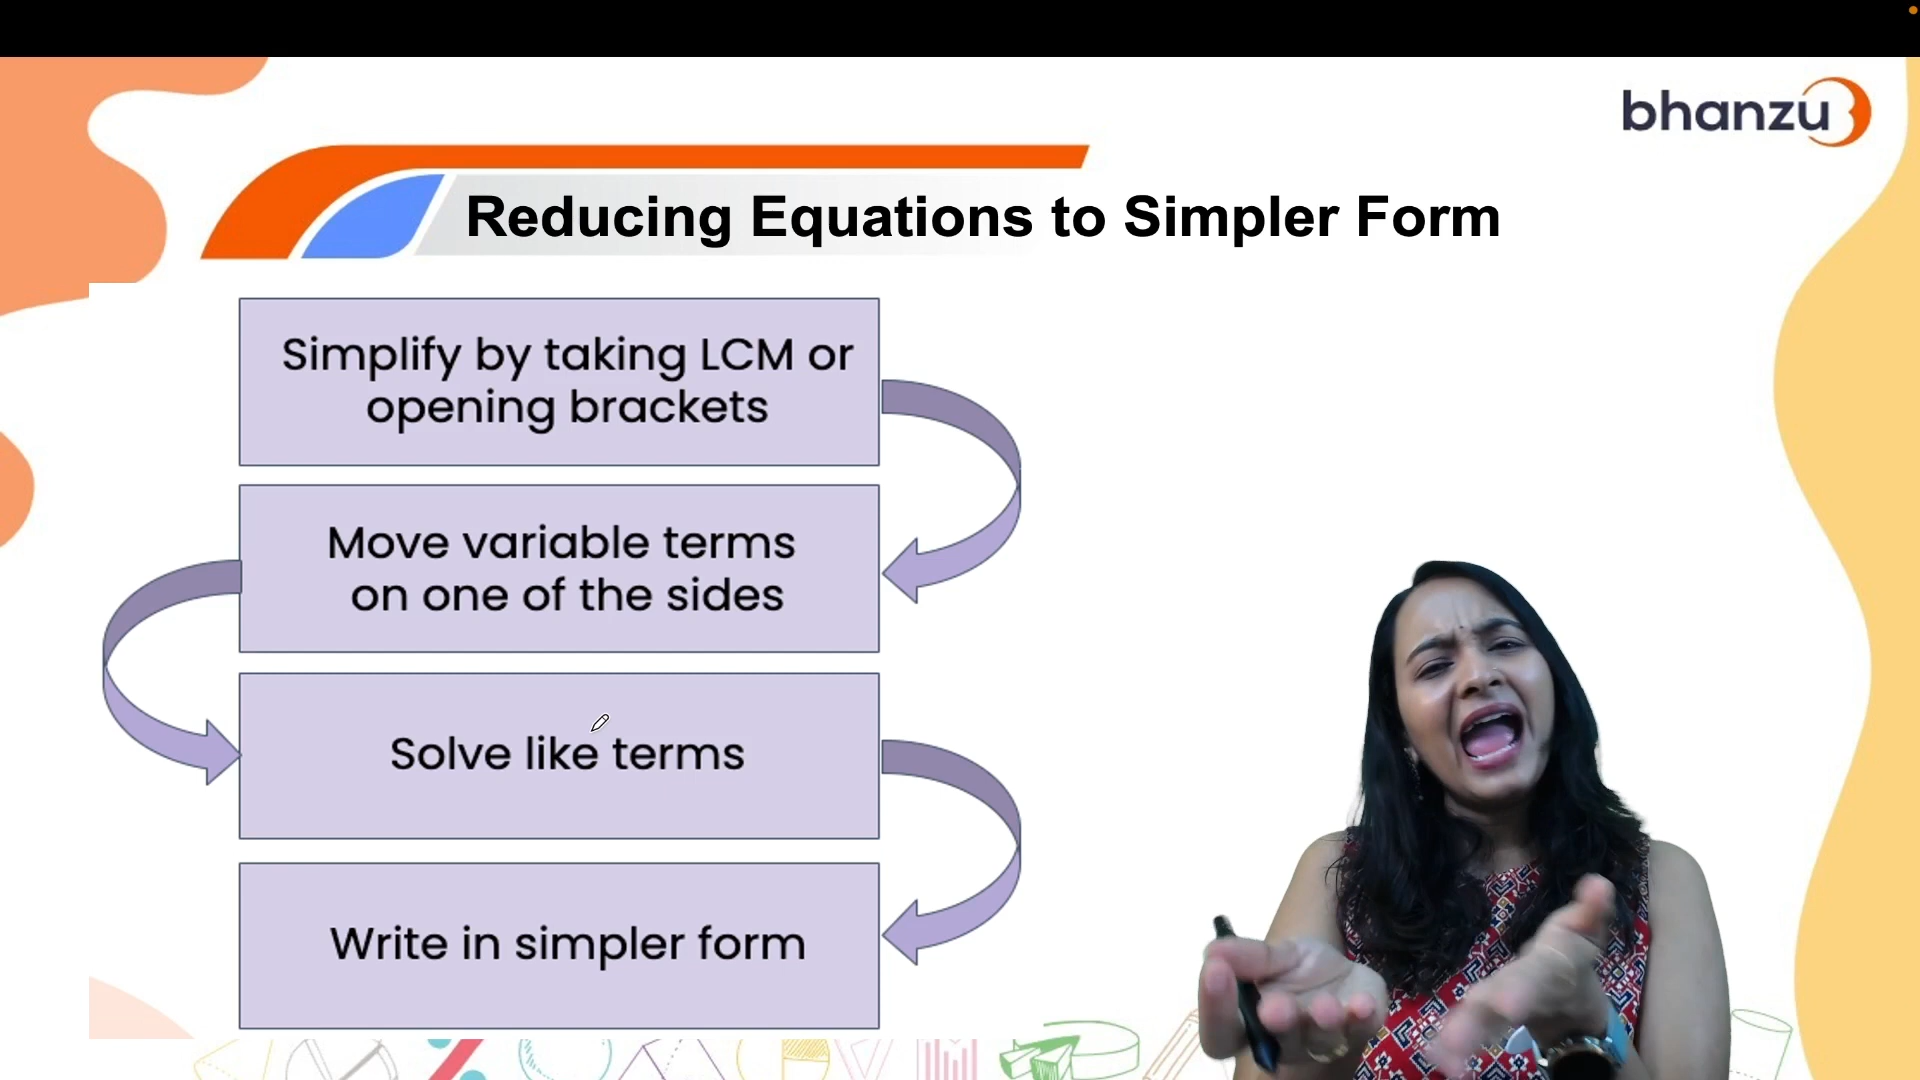 bhanzu
Reducing Equations to Simpler Form
Simplify by taking LCM or
opening brackets
Move variable terms
on one of the sides
Solve like terms
Write in simpler form